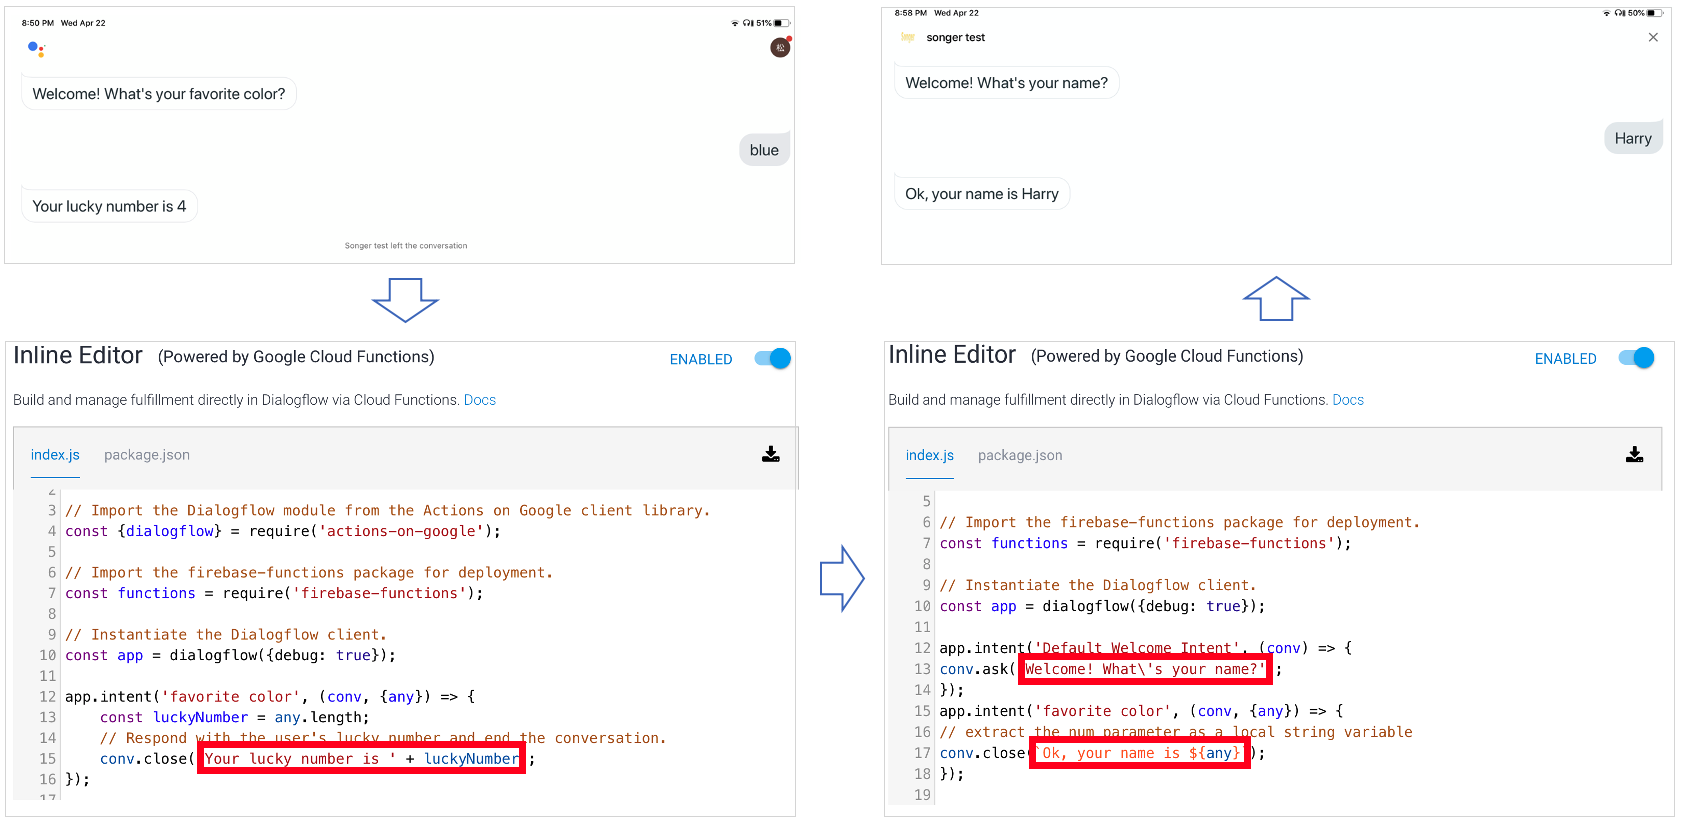 8:50 PM Wed Apr 22
51%
松
Welcome! What's your favorite color?
blue
Your lucky number is 4
Songer test left the conversation
8:58 PM Wed Apr 22
50%
songer test
Welcome! What's your name?
Harry
Ok, your name is Harry
Inline Editor (Powered by Google Cloud Functions)
ENABLED
Build and manage fulfillment directly in Dialogflow via Cloud Functions. Docs
index.js package.json
2
3 // Import the Dialogflow module from the Actions on Google client library.
4 const {dialogflow} = require('actions-on-google');
5
6 // Import the firebase-functions package for deployment.
7 const functions = require('firebase-functions');
8
9 // Instantiate the Dialogflow client.
10 const app = dialogflow({debug: true});
11
12 app.intent('favorite color', (conv, {any}) => {
13 const luckyNumber = any.length;
14 // Respond with the user's lucky number and end the conversation.
15 conv.close('Your lucky number is ' + luckyNumber);
16 });
17
Inline Editor (Powered by Google Cloud Functions)
ENABLED
Build and manage fulfillment directly in Dialogflow via Cloud Functions. Docs
index.js package.json
5
6 // Import the firebase-functions package for deployment.
7 const functions = require('firebase-functions');
8
9 // Instantiate the Dialogflow client.
10 const app = dialogflow({debug: true});
11
12 app.intent('Default Welcome Intent', (conv) => {
13 conv.ask('Welcome! What\'s your name?');
14 });
15 app.intent('favorite color', (conv, {any}) => {
16 // extract the num parameter as a local string variable
17 conv.close(`Ok, your name is ${any}`);
18 });
19